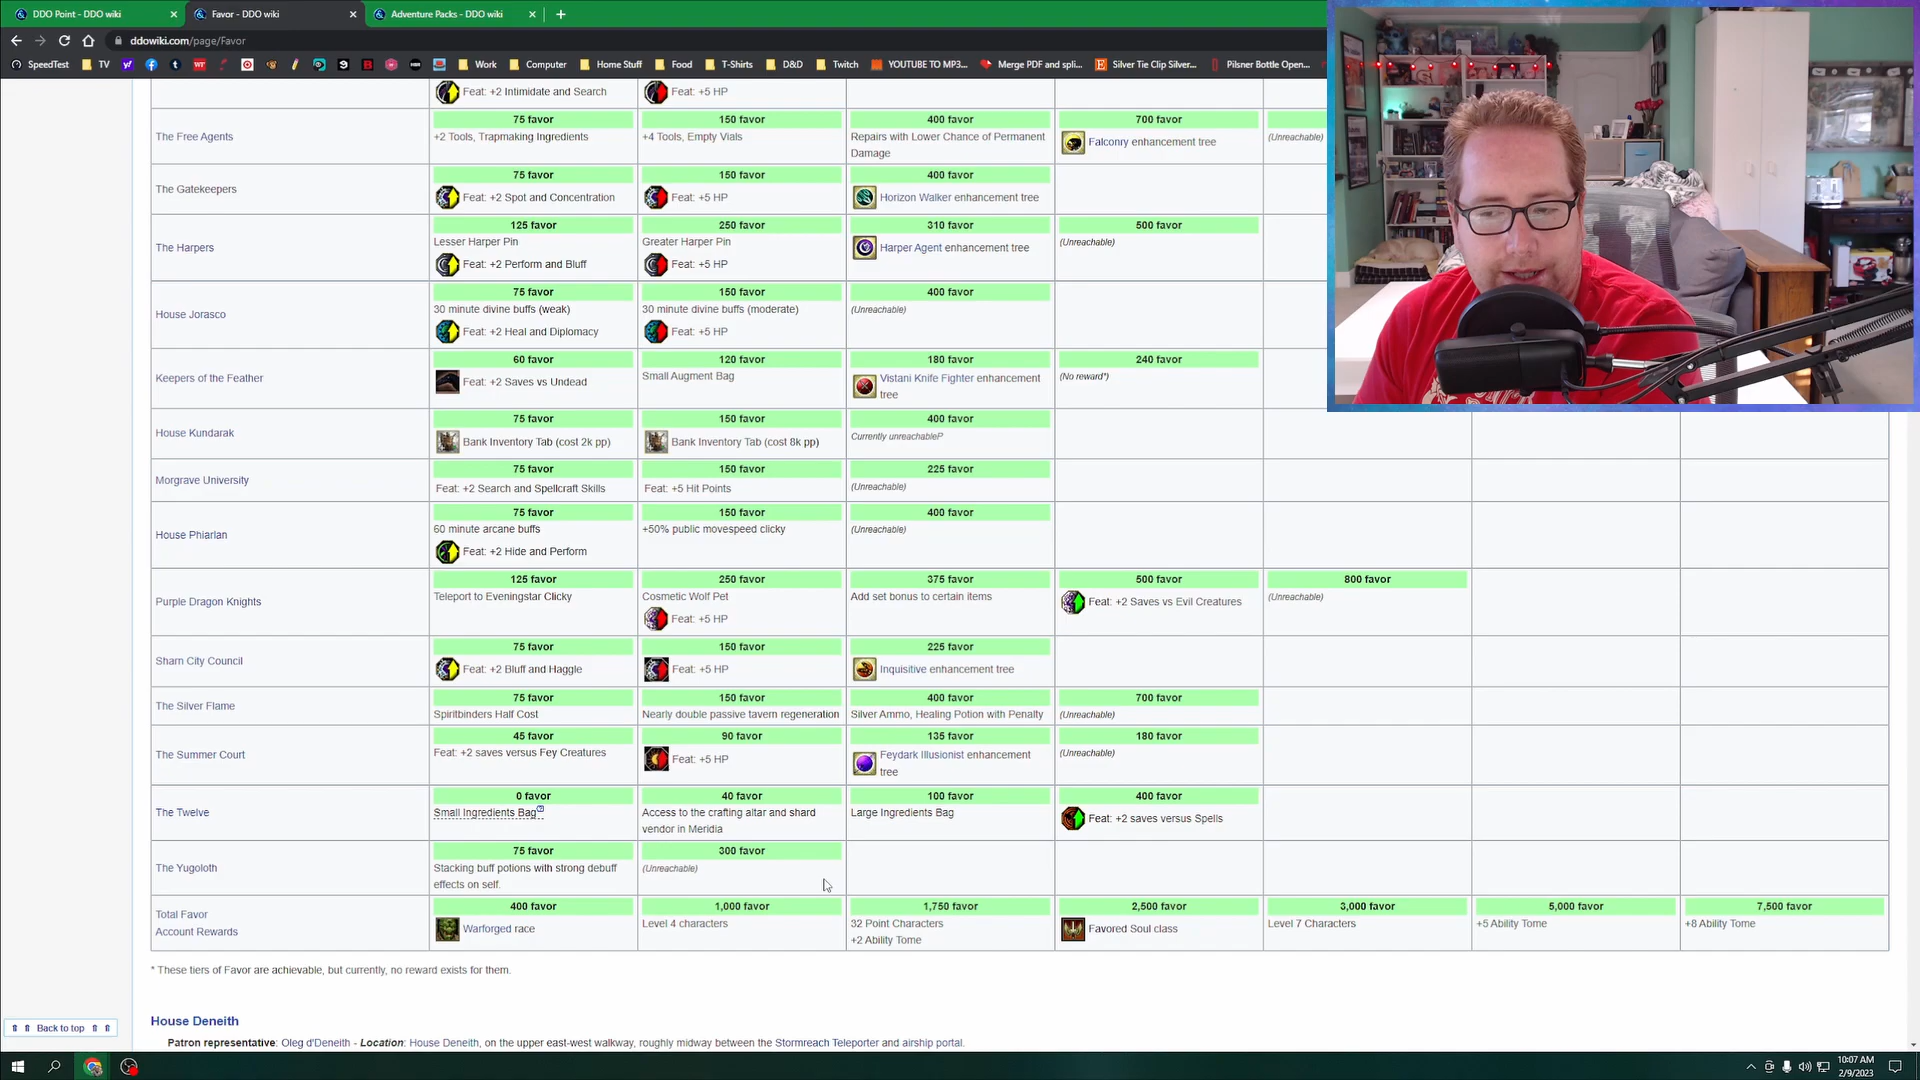 DDO Point - DDO wiki
Favor - DDO wiki
Adventure Packs - DDO wiki
ddowiki.com/page/Favor
SpeedTest
TV
Work
Computer
Home Stuff
Food
T-Shirts
D&D
Twitch
YOUTUBE TO MP3...
Merge PDF and spli...
Silver Tie Clip Silver...
Pilsner Bottle Open...
Feat: +2 Intimidate and Search
Feat: +5 HP
The Free Agents
75 favor
+2 Tools, Trapmaking Ingredients
150 favor
+4 Tools, Empty Vials
400 favor
Repairs with Lower Chance of Permanent
Damage
700 favor
Falconry enhancement tree
(Unreachable)
The Gatekeepers
75 favor
Feat: +2 Spot and Concentration
150 favor
Feat: +5 HP
400 favor
Horizon Walker enhancement tree
The Harpers
125 favor
Lesser Harper Pin
Feat: +2 Perform and Bluff
250 favor
Greater Harper Pin
Feat: +5 HP
310 favor
Harper Agent enhancement tree
500 favor
(Unreachable)
House Jorasco
75 favor
30 minute divine buffs (weak)
Feat: +2 Heal and Diplomacy
150 favor
30 minute divine buffs (moderate)
Feat: +5 HP
400 favor
(Unreachable)
Keepers of the Feather
60 favor
Feat: +2 Saves vs Undead
120 favor
Small Augment Bag
180 favor
Vistani Knife Fighter enhancement
tree
240 favor
(No reward*)
House Kundarak
75 favor
Bank Inventory Tab (cost 2k pp)
150 favor
Bank Inventory Tab (cost 8k pp)
400 favor
Currently unreachable
Morgrave University
75 favor
Feat: +2 Search and Spellcraft Skills
150 favor
Feat: +5 Hit Points
225 favor
(Unreachable)
House Phiarlan
75 favor
60 minute arcane buffs
Feat: +2 Hide and Perform
150 favor
+50% public movespeed clicky
400 favor
(Unreachable)
Purple Dragon Knights
125 favor
Teleport to Eveningstar Clicky
250 favor
Cosmetic Wolf Pet
Feat: +5 HP
375 favor
Add set bonus to certain items
500 favor
Feat: +2 Saves vs Evil Creatures
800 favor
(Unreachable)
Sharn City Council
75 favor
Feat: +2 Bluff and Haggle
150 favor
Feat: +5 HP
225 favor
Inquisitive enhancement tree
The Silver Flame
75 favor
Spiritbinders Half Cost
150 favor
Nearly double passive tavern regeneration
400 favor
Silver Ammo, Healing Potion with Penalty
700 favor
(Unreachable)
The Summer Court
45 favor
Feat: +2 saves versus Fey Creatures
90 favor
Feat: +5 HP
135 favor
Feydark Illusionist enhancement
tree
180 favor
(Unreachable)
The Twelve
0 favor
Small Ingredients Bag
40 favor
Access to the crafting altar and shard
vendor in Meridia
100 favor
Large Ingredients Bag
400 favor
Feat: +2 saves versus Spells
The Yugoloth
75 favor
Stacking buff potions with strong debuff
effects on self.
300 favor
(Unreachable)
Total Favor
Account Rewards
400 favor
Warforged race
1,000 favor
Level 4 characters
1,750 favor
32 Point Characters
+2 Ability Tome
2,500 favor
Favored Soul class
3,000 favor
Level 7 Characters
5,000 favor
+5 Ability Tome
7,500 favor
+8 Ability Tome
* These tiers of Favor are achievable, but currently, no reward exists for them.
⇑ ⇑ Back to top ⇑ ⇑
House Deneith
Patron representative: Oleg d'Deneith - Location: House Deneith, on the upper east-west walkway, roughly midway between the Stormreach Teleporter and airship portal.
10:07 AM
2/9/2023